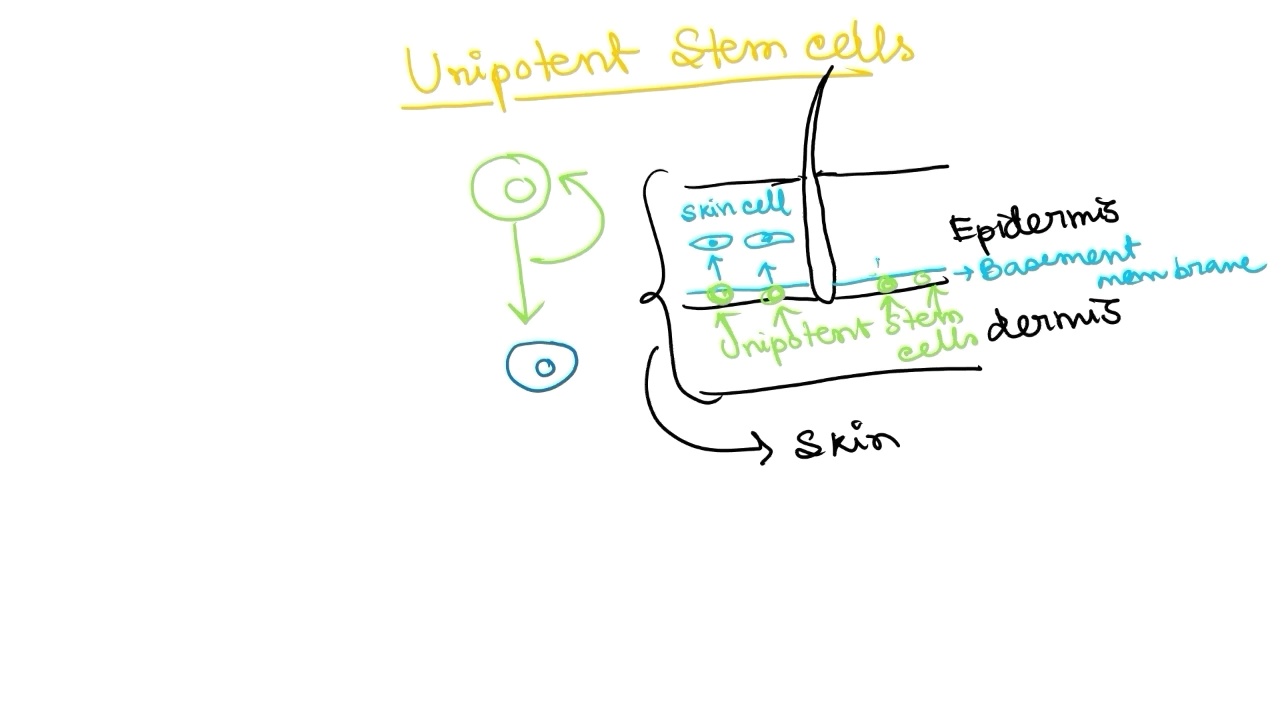 Unipotent Stem cells
skin cell
Epidermis
Basement
membrane
Unipotent Stem
cells
dermis
Skin